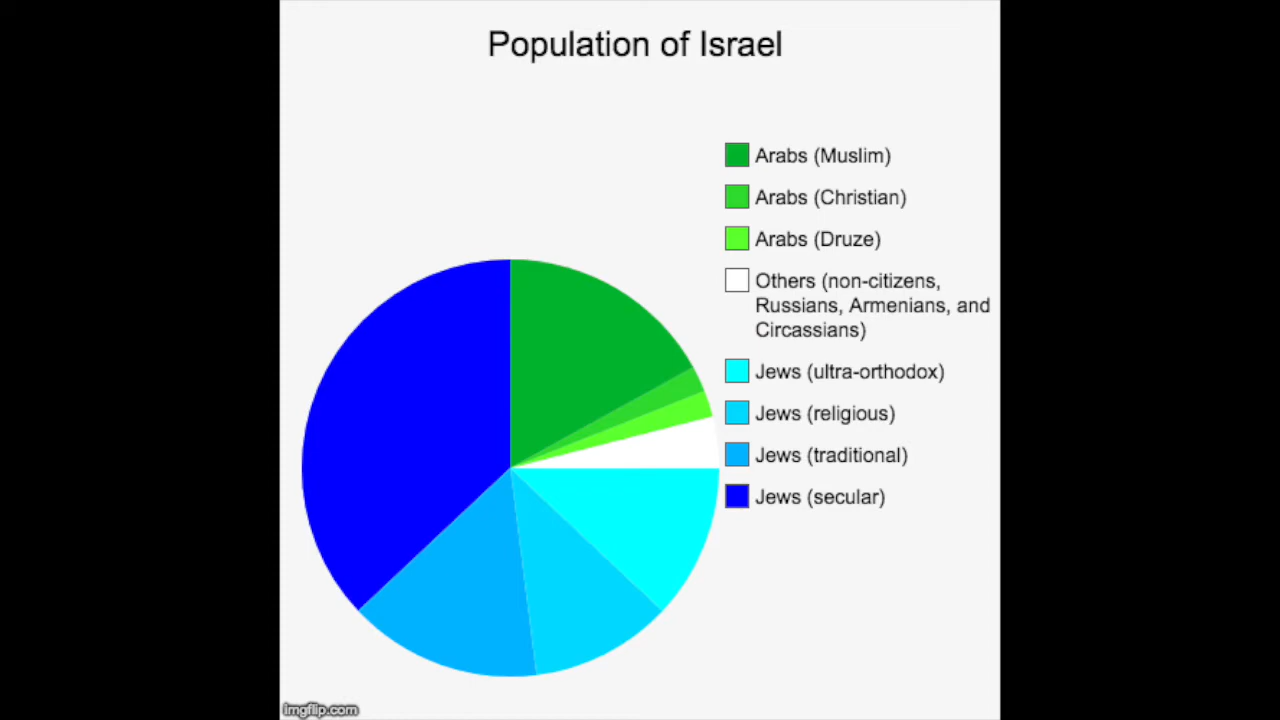 Population of Israel
Arabs (Muslim)
Arabs (Christian)
Arabs (Druze)
Others (non-citizens,
Russians, Armenians, and
Circassians)
Jews (ultra-orthodox)
Jews (religious)
Jews (traditional)
Jews (secular)
imgflip.com